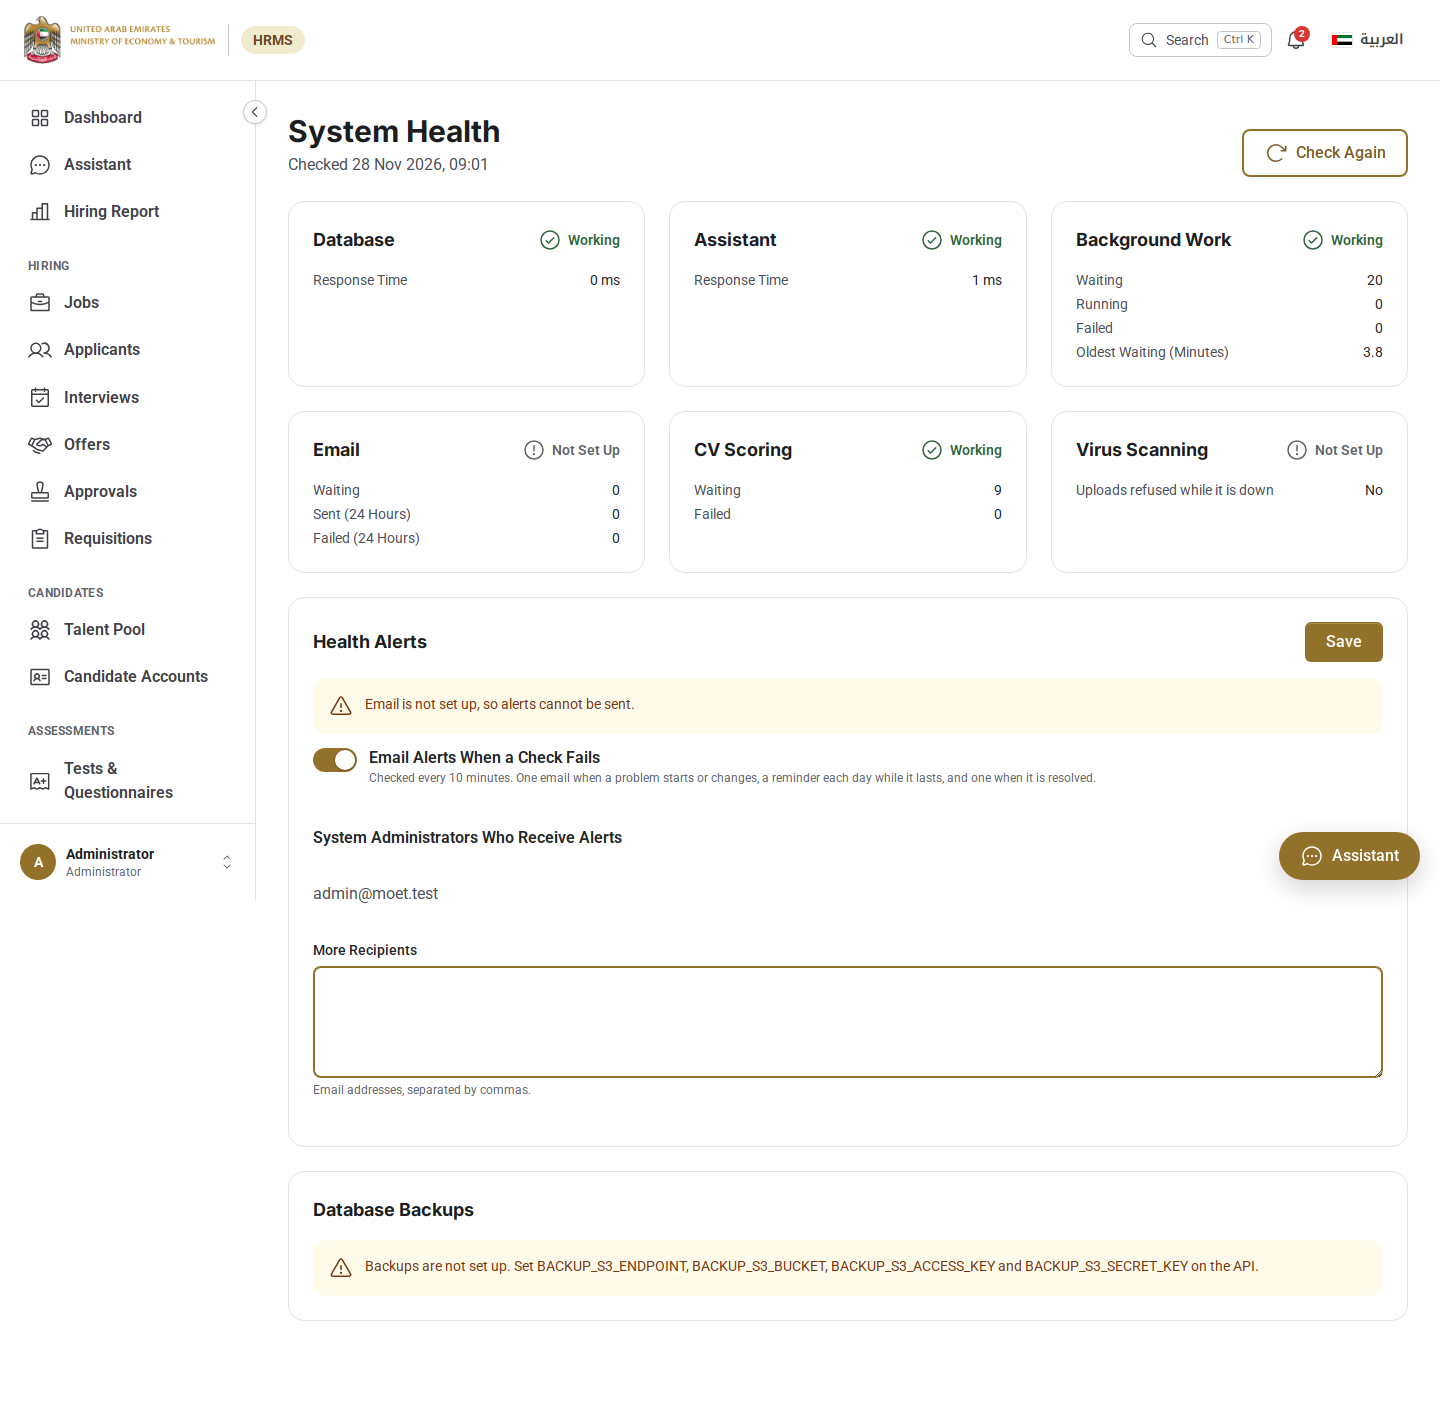 UNITED ARAB EMIRATES
MINISTRY OF ECONOMY & TOURISM
HRMS
Search Ctrl K
2
العربية
Dashboard
Assistant
Hiring Report
HIRING
Jobs
Applicants
Interviews
Offers
Approvals
Requisitions
CANDIDATES
Talent Pool
Candidate Accounts
ASSESSMENTS
Tests &
Questionnaires
A
Administrator
Administrator
System Health
Checked 28 Nov 2026, 09:01
Check Again
Database Working
Response Time 0 ms
Assistant Working
Response Time 1 ms
Background Work Working
Waiting 20
Running 0
Failed 0
Oldest Waiting (Minutes) 3.8
Email Not Set Up
Waiting 0
Sent (24 Hours) 0
Failed (24 Hours) 0
CV Scoring Working
Waiting 9
Failed 0
Virus Scanning Not Set Up
Uploads refused while it is down No
Health Alerts
Save
Email is not set up, so alerts cannot be sent.
Email Alerts When a Check Fails
Checked every 10 minutes. One email when a problem starts or changes, a reminder each day while it lasts, and one when it is resolved.
System Administrators Who Receive Alerts
Assistant
admin@moet.test
More Recipients
Email addresses, separated by commas.
Database Backups
Backups are not set up. Set BACKUP_S3_ENDPOINT, BACKUP_S3_BUCKET, BACKUP_S3_ACCESS_KEY and BACKUP_S3_SECRET_KEY on the API.